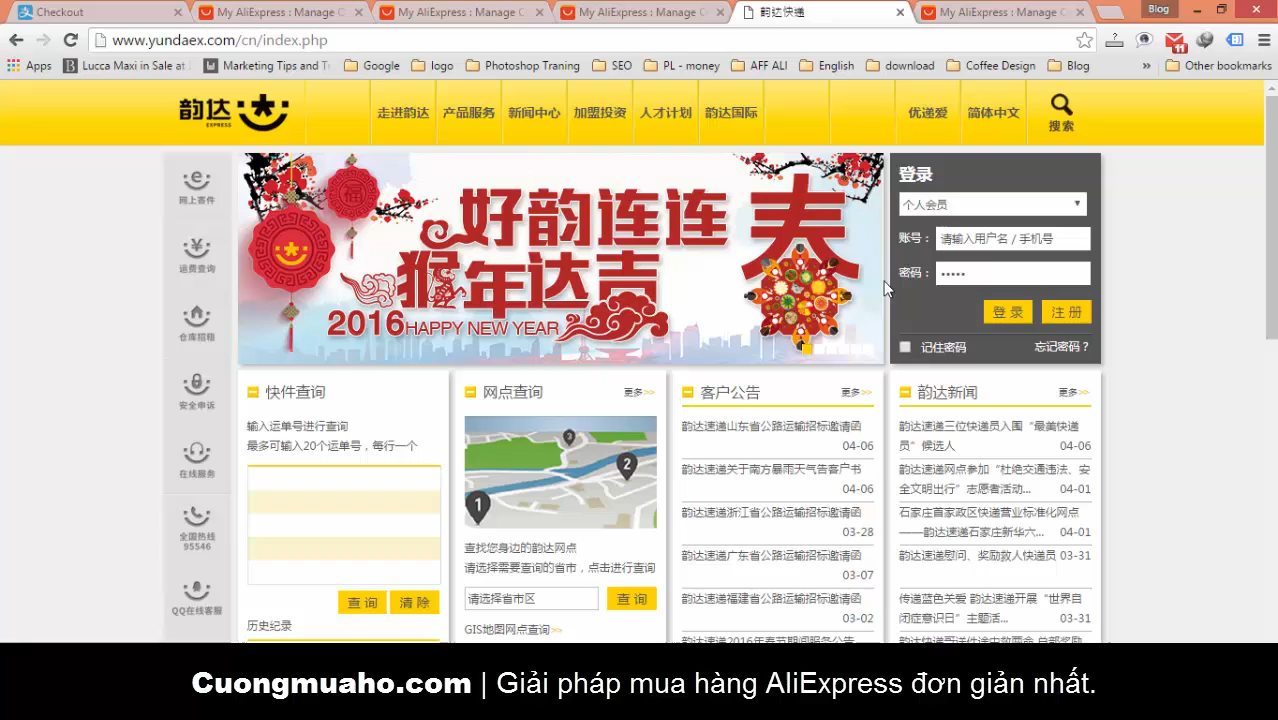 Checkout
My AliExpress : Manage O
My AliExpress : Manage O
My AliExpress : Manage O
韵达快递
My AliExpress : Manage O
Blog
www.yundaex.com/cn/index.php
11
Apps
Lucca Maxi in Sale at
Marketing Tips and T
Google
logo
Photoshop Traning
SEO
PL - money
AFF ALI
English
download
Coffee Design
Blog
Other bookmarks
韵达
EXPRESS
走进韵达
产品服务
新闻中心
加盟投资
人才计划
韵达国际
优递爱
简体中文
搜索
网上寄件
运费查询
仓库招租
安全申诉
在线服务
全国热线
95546
QQ在线客服
福
好韵连连
猴年达吉
春
2016HAPPY NEW YEAR
登录
个人会员
账号：
请输入用户名 / 手机号
密码：
•••••
登 录
注 册
记住密码
忘记密码？
快件查询
输入运单号进行查询
最多可输入20个运单号，每行一个
查 询
清 除
历史纪录
网点查询
更多>>
1
2
3
查找您身边的韵达网点
请选择需要查询的省市，点击进行查询
请选择省市区
查 询
GIS地图网点查询>>
客户公告
更多>>
韵达速递山东省公路运输招标邀请函
04-06
韵达速递关于南方暴雨天气告客户书
04-06
韵达速递浙江省公路运输招标邀请函
03-28
韵达速递广东省公路运输招标邀请函
03-07
韵达速递福建省公路运输招标邀请函
03-02
韵达速递2016年春节期间服务公告
韵达新闻
更多>>
韵达速递三位快递员入围“最美快递
员”候选人
04-06
韵达速递网点参加“杜绝交通违法、安
全文明出行”志愿者活动...
04-01
石家庄首家政区快递营业标准化网点
——韵达速递石家庄新华六...
04-01
韵达速递慰问、奖励救人快递员
03-31
传递蓝色关爱 韵达速递开展“世界自
闭症意识日”主题活...
03-31
Cuongmuaho.com | Giải pháp mua hàng AliExpress đơn giản nhất.